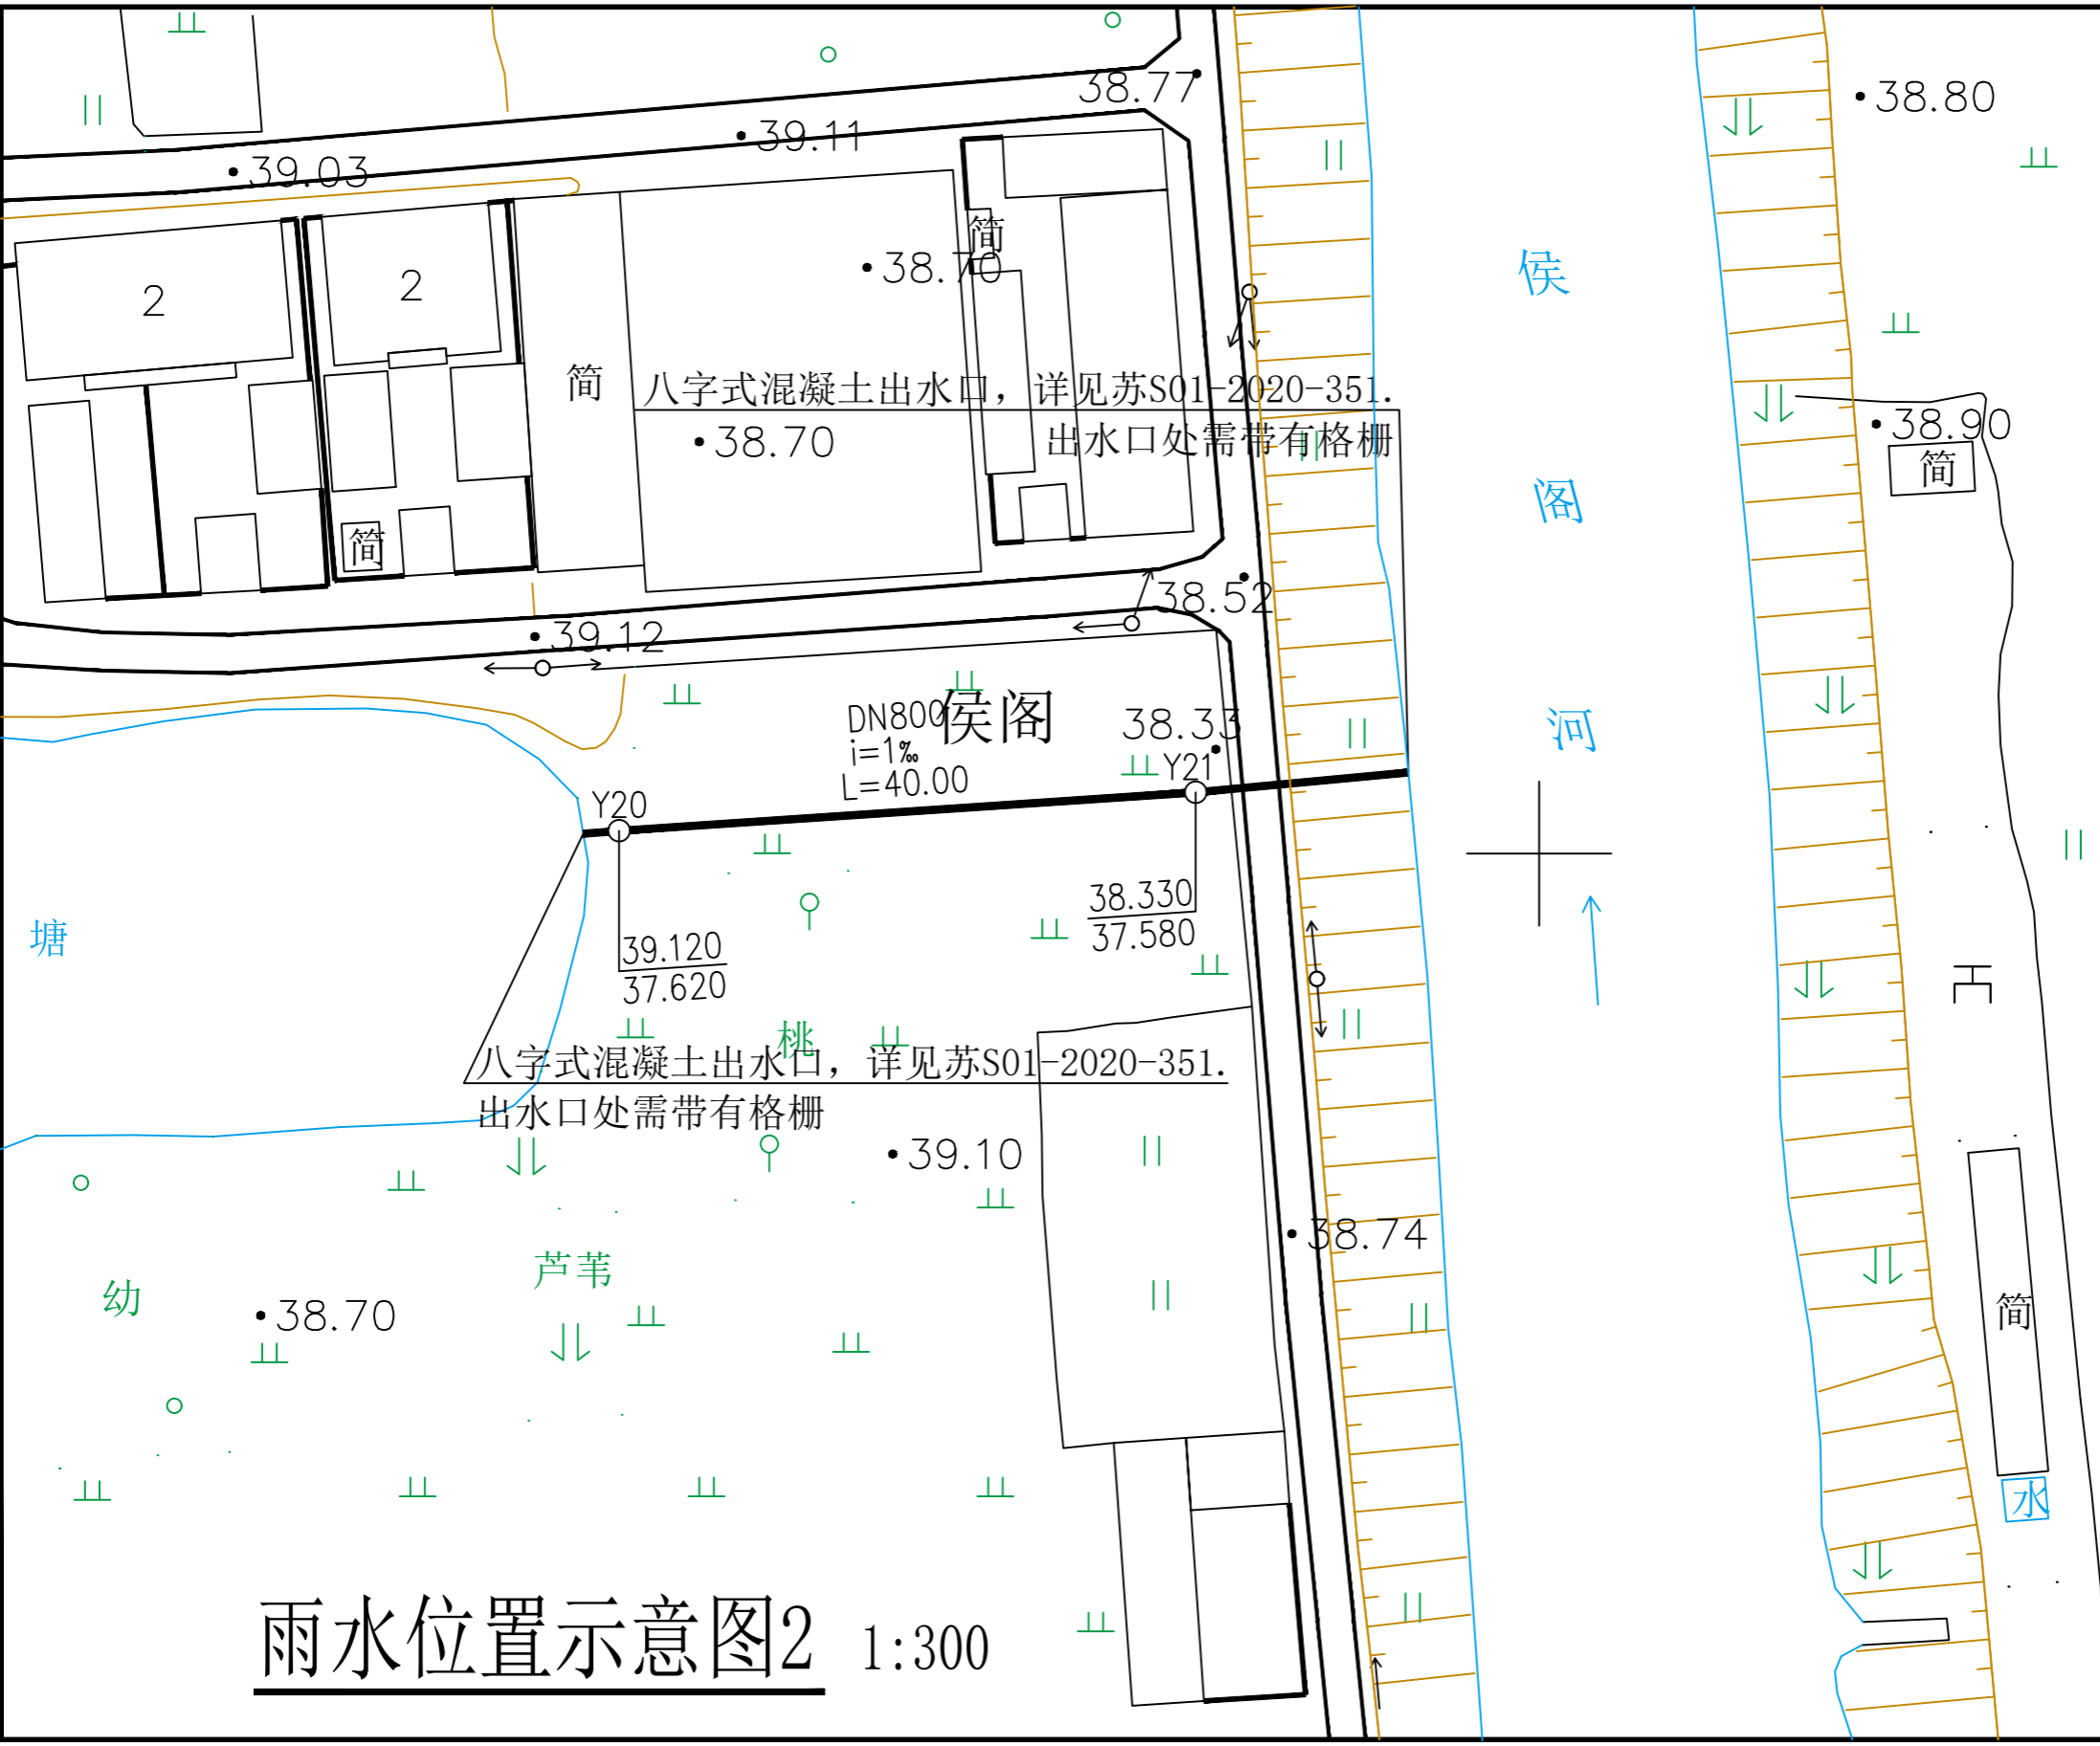 38.77
38.80
39.11
39.03
简
38.70
2
2
侯
简
八字式混凝土出水口，详见苏S01-2020-351.
38.70
出水口处需带有格栅
38.90
简
阁
简
38.52
39.12
DN800
侯阁
38.33
河
i=1‰
L=40.00
Y21
Y20
38.330
37.580
塘
39.120
37.620
桃
八字式混凝土出水口，详见苏S01-2020-351.
出水口处需带有格栅
39.10
38.74
芦苇
幼
38.70
简
水
雨水位置示意图2 1:300